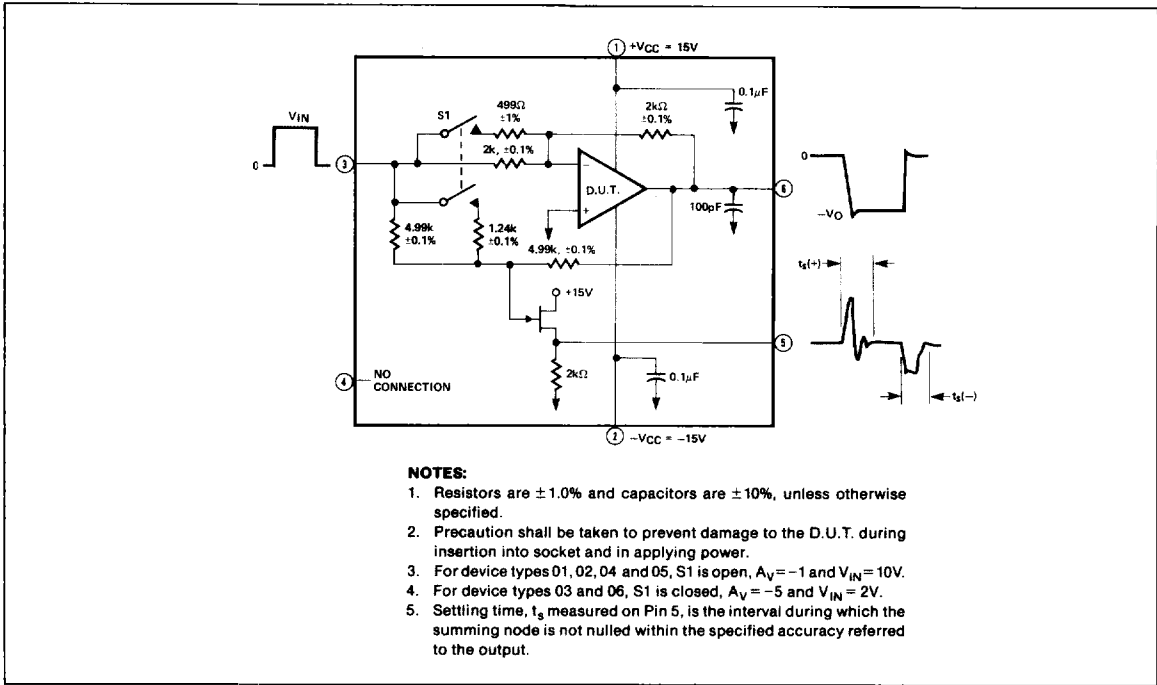 1 +VCC = 15V
0.1µF
499Ω
±1%
2kΩ
±0.1%
S1
VIN
0
3
2k, ±0.1%
−
D.U.T.
+
100pF
6
0
−VO
4.99k
±0.1%
1.24k
±0.1%
4.99k, ±0.1%
+15V
ts(+)
5
2kΩ
0.1µF
4 NO
CONNECTION
ts(−)
2 −VCC = −15V
NOTES:
1. Resistors are ±1.0% and capacitors are ±10%, unless otherwise
specified.
2. Precaution shall be taken to prevent damage to the D.U.T. during
insertion into socket and in applying power.
3. For device types 01, 02, 04 and 05, S1 is open, AV=−1 and VIN=10V.
4. For device types 03 and 06, S1 is closed, AV = −5 and VIN = 2V.
5. Settling time, ts measured on Pin 5, is the interval during which the
summing node is not nulled within the specified accuracy referred
to the output.